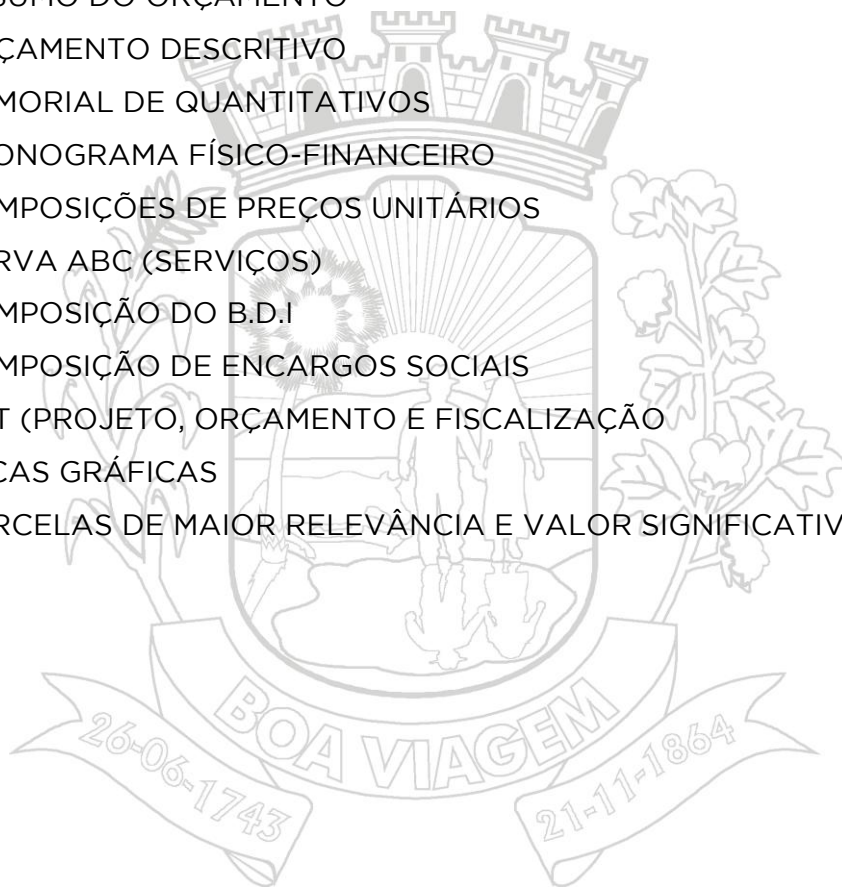 SUMO DO ORÇAMENTO
ÇAMENTO DESCRITIVO
MORIAL DE QUANTITATIVOS
ONOGRAMA FÍSICO-FINANCEIRO
MPOSIÇÕES DE PREÇOS UNITÁRIOS
RVA ABC (SERVIÇOS)
MPOSIÇÃO DO B.D.I
MPOSIÇÃO DE ENCARGOS SOCIAIS
T (PROJETO, ORÇAMENTO E FISCALIZAÇÃO
ÇAS GRÁFICAS
RCELAS DE MAIOR RELEVÂNCIA E VALOR SIGNIFICATIV
BOA VIAGEM
26-06-1743
21-11-1864